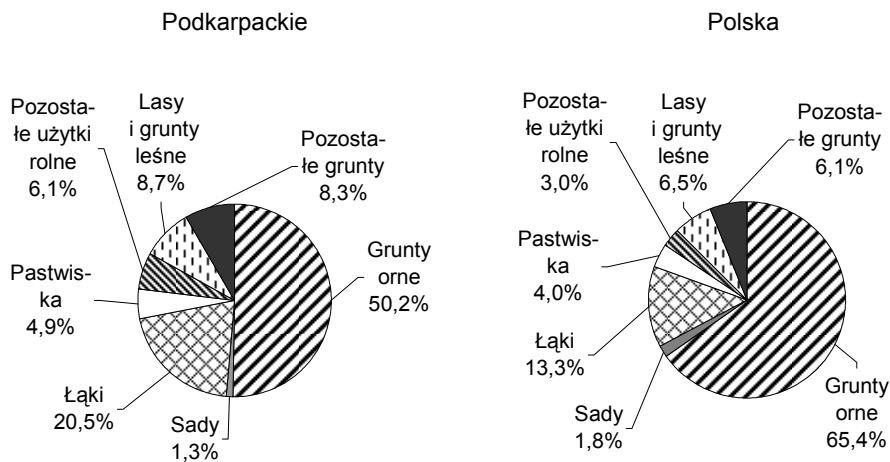 Podkarpackie
Pozosta-
łe użytki
rolne
6,1%
Lasy
i grunty
leśne
8,7%
Pozosta-
łe grunty
8,3%
Grunty
orne
50,2%
Pastwis-
ka
4,9%
Łąki
20,5%
Sady
1,3%
Polska
Pozosta-
łe użytki
rolne
3,0%
Lasy
i grunty
leśne
6,5%
Pozosta-
łe grunty
6,1%
Pastwis-
ka
4,0%
Łąki
13,3%
Sady
1,8%
Grunty
orne
65,4%